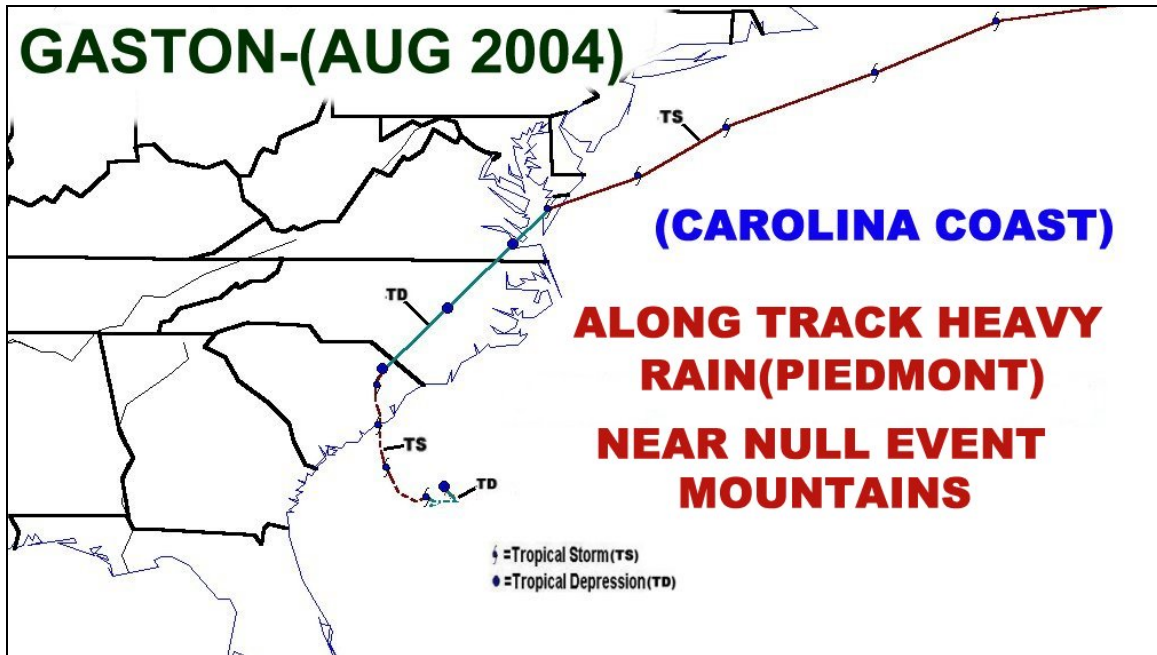 GASTON-(AUG 2004)
TS
(CAROLINA COAST)
TD
ALONG TRACK HEAVY
RAIN(PIEDMONT)
NEAR NULL EVENT
MOUNTAINS
TS
TD
=Tropical Storm(TS)
=Tropical Depression(TD)